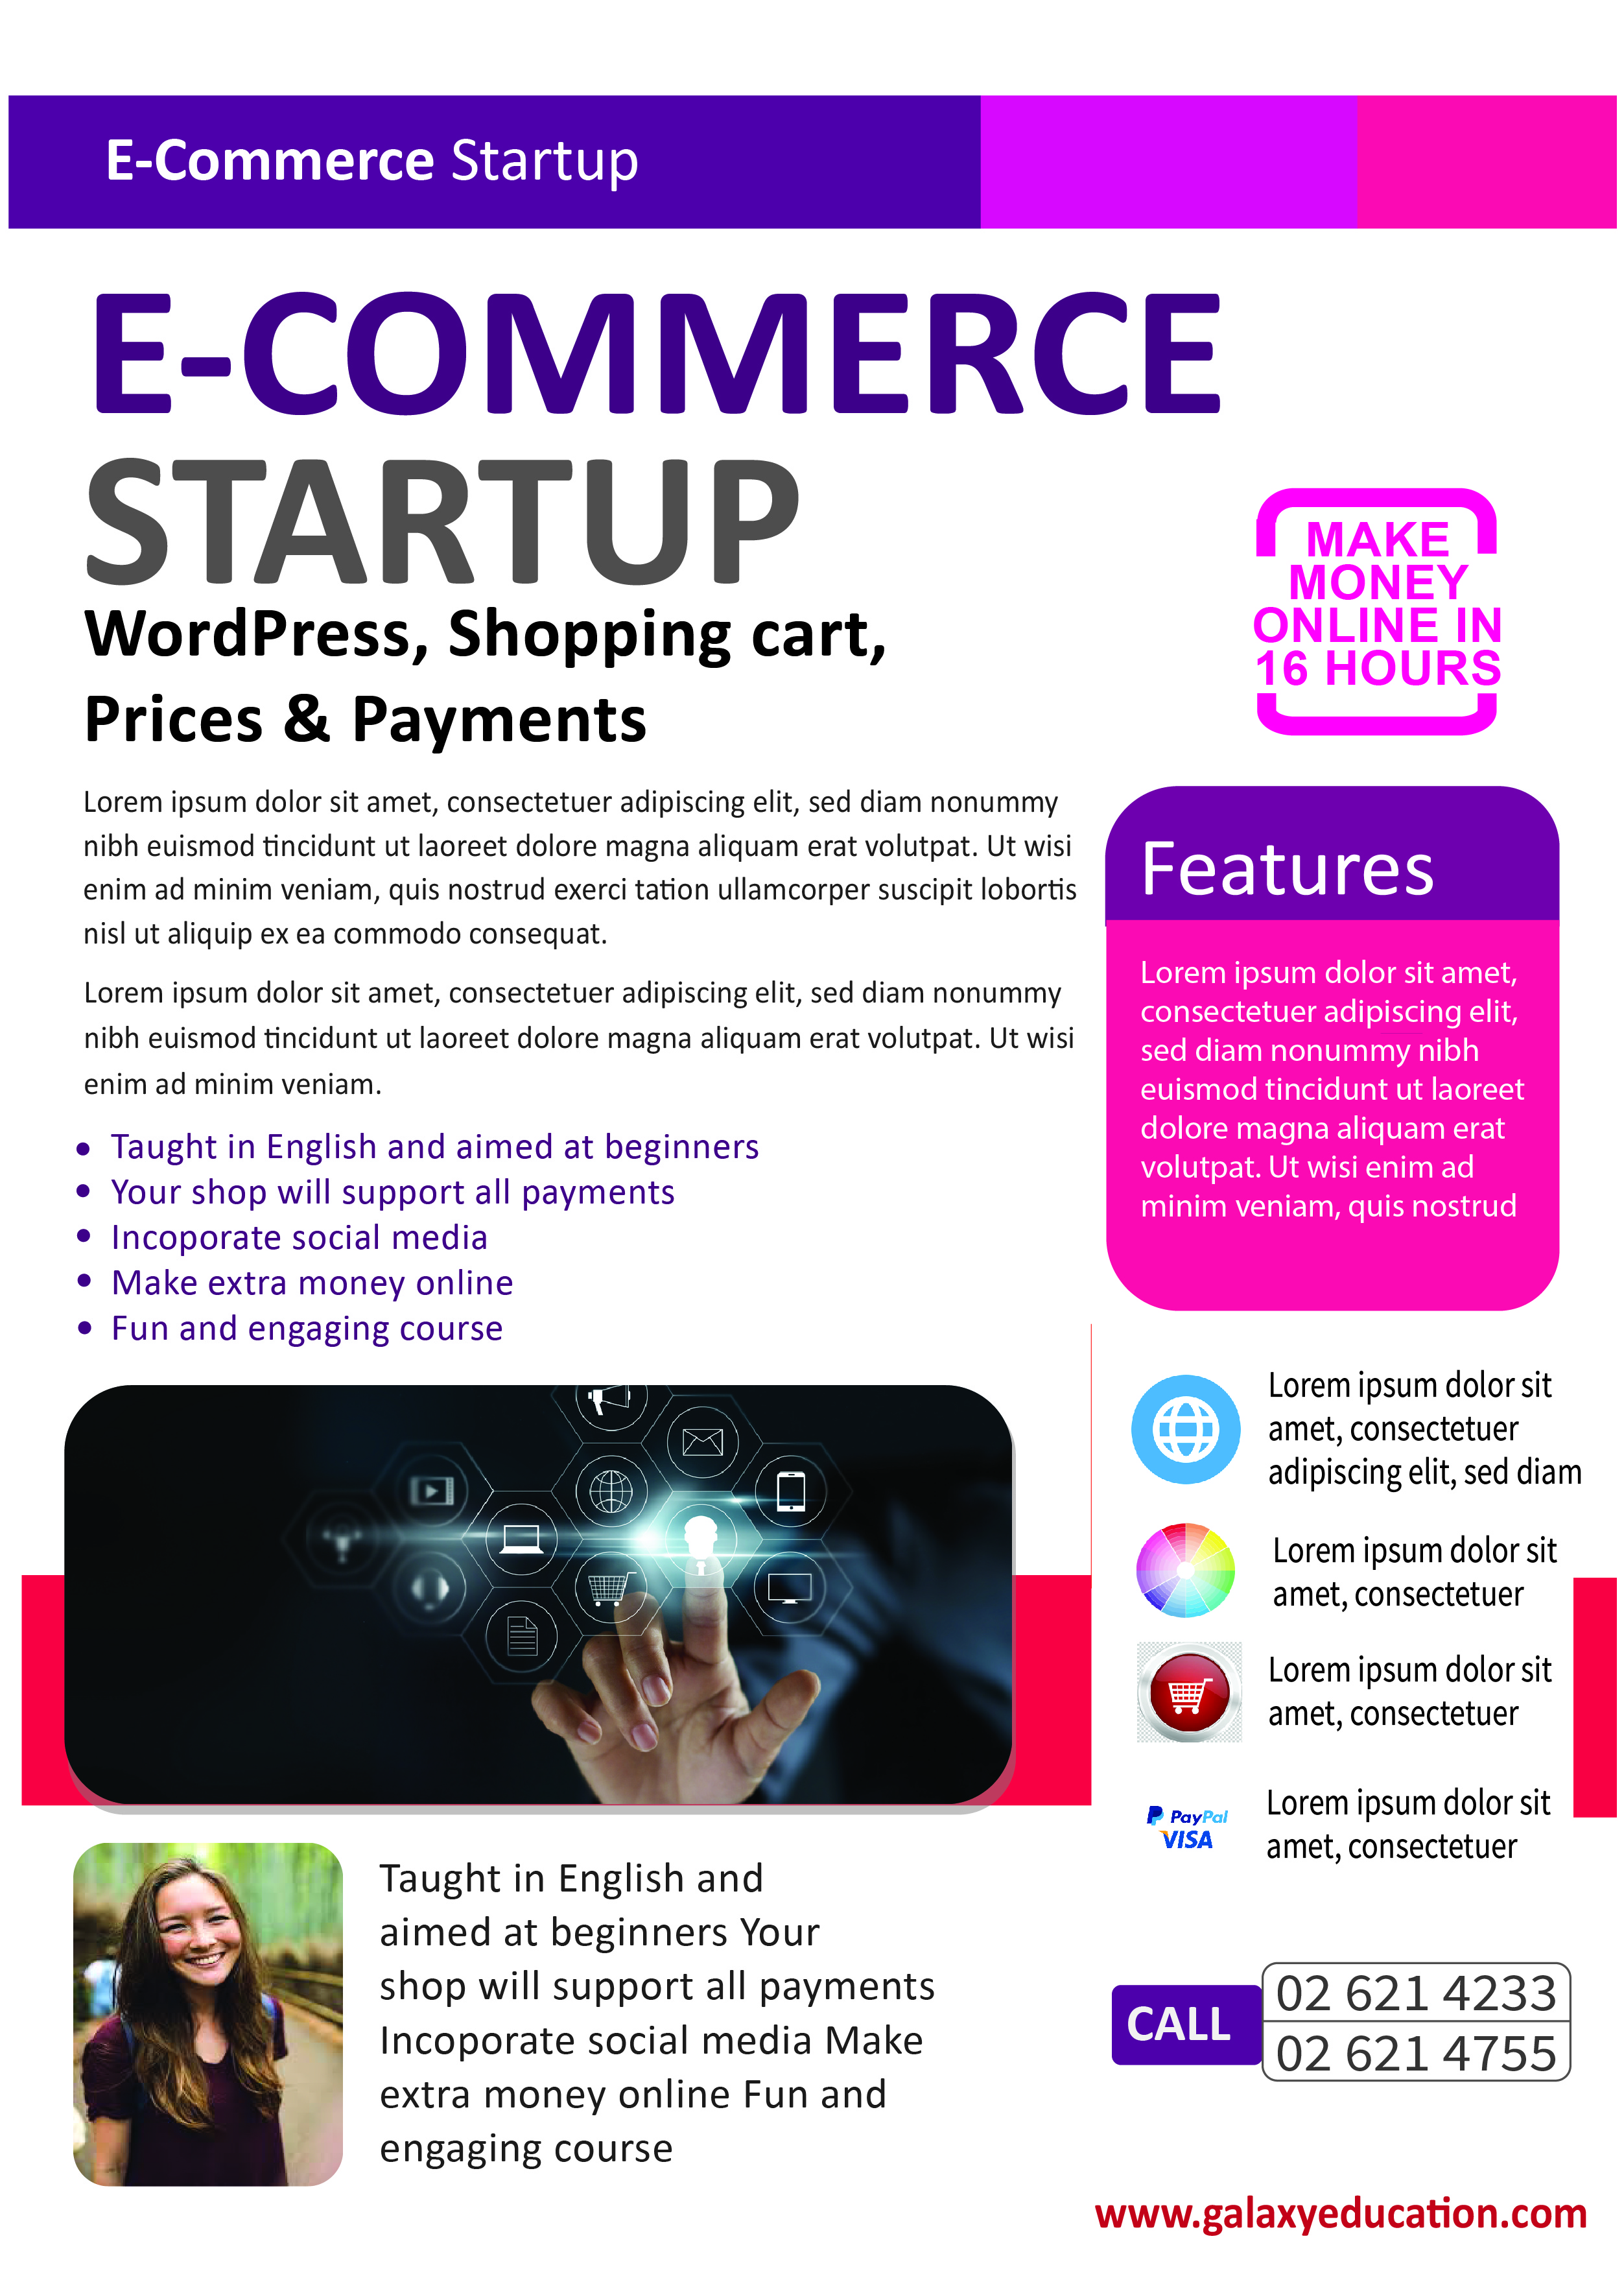 E-Commerce Startup
E-COMMERCE
STARTUP
WordPress, Shopping cart,
Prices & Payments
MAKE
MONEY
ONLINE IN
16 HOURS
Lorem ipsum dolor sit amet, consectetuer adipiscing elit, sed diam nonummy
nibh euismod tincidunt ut laoreet dolore magna aliquam erat volutpat. Ut wisi
enim ad minim veniam, quis nostrud exerci tation ullamcorper suscipit lobortis
nisl ut aliquip ex ea commodo consequat.
Lorem ipsum dolor sit amet, consectetuer adipiscing elit, sed diam nonummy
nibh euismod tincidunt ut laoreet dolore magna aliquam erat volutpat. Ut wisi
enim ad minim veniam.
• Taught in English and aimed at beginners
• Your shop will support all payments
• Incoporate social media
• Make extra money online
• Fun and engaging course
Features
Lorem ipsum dolor sit amet,
consectetuer adipiscing elit,
sed diam nonummy nibh
euismod tincidunt ut laoreet
dolore magna aliquam erat
volutpat. Ut wisi enim ad
minim veniam, quis nostrud
Lorem ipsum dolor sit
amet, consectetuer
adipiscing elit, sed diam
Lorem ipsum dolor sit
amet, consectetuer
Lorem ipsum dolor sit
amet, consectetuer
PayPal
VISA
Lorem ipsum dolor sit
amet, consectetuer
Taught in English and
aimed at beginners Your
shop will support all payments
Incoporate social media Make
extra money online Fun and
engaging course
CALL
02 621 4233
02 621 4755
www.galaxyeducation.com